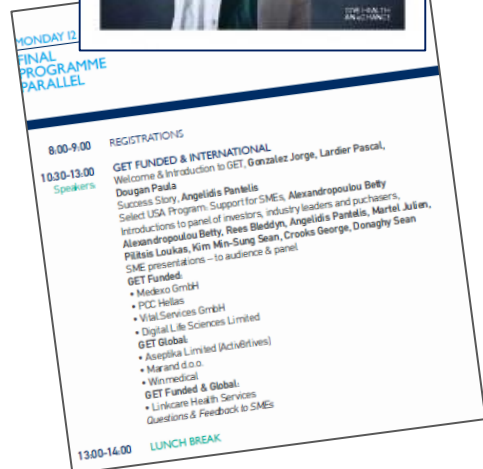 GIVE HEALTH
A CHANCE
MONDAY 12
FINAL
PROGRAMME
PARALLEL
8:00-9:00 REGISTRATIONS
10:30-13:00 GET FUNDED & INTERNATIONAL
Speakers Welcome & Introduction to GET, Gonzalez Jorge, Lardier Pascal,
Dougan Paula
Success Story, Angelidis Pantelis
Select USA Program: Support for SMEs, Alexandropoulou Betty
Introductions to panel of investors, industry leaders and puchasers,
Alexandropoulou Betty, Rees Bleddyn, Angelidis Pantelis, Martel Julien,
Pilitsis Loukas, Kim Min-Sung Sean, Crooks George, Donaghy Sean
SME presentations – to audience & panel
GET Funded:
• Medexo GmbH
• PCC Hellas
• Vital Services GmbH
• Digital Life Sciences Limited
GET Global:
• Aseptika Limited (Activ8rlives)
• Marand d.o.o.
• Winmedical
GET Funded & Global:
• Linkcare Health Services
Questions & Feedback to SMEs
13:00-14:00 LUNCH BREAK